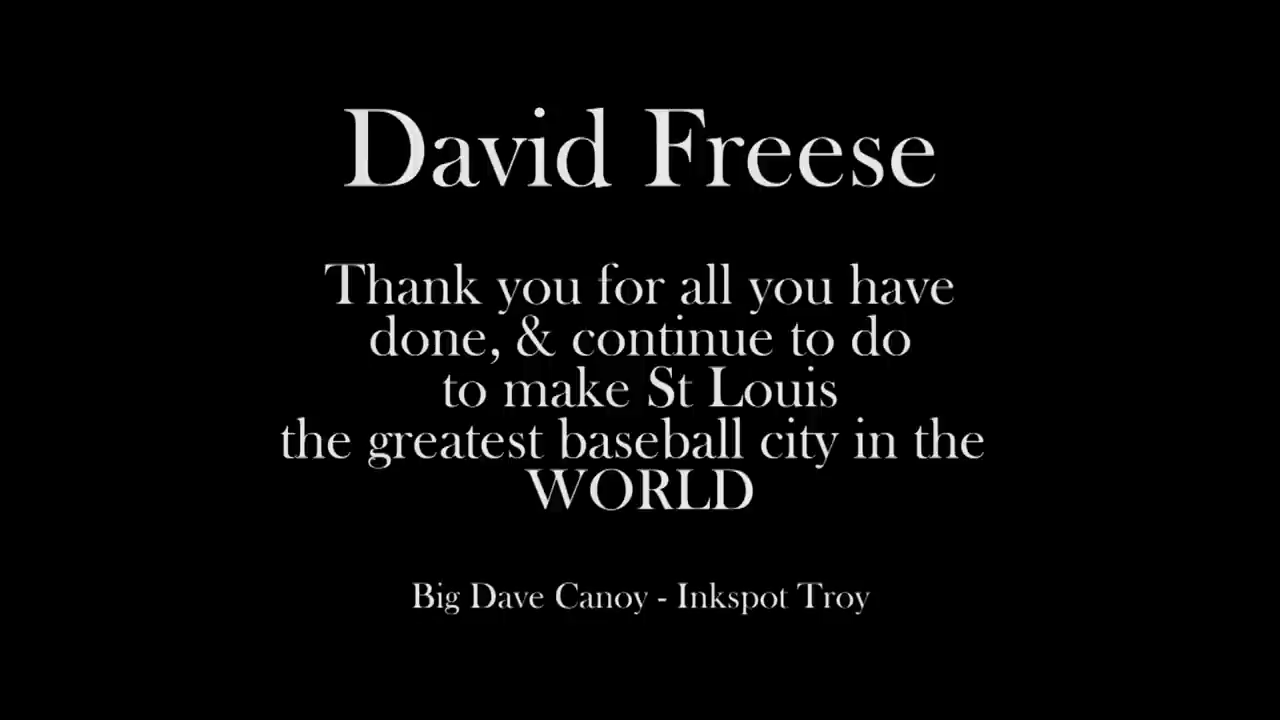 David Freese
Thank you for all you have
done, & continue to do
to make St Louis
the greatest baseball city in the
WORLD
Big Dave Canoy - Inkspot Troy